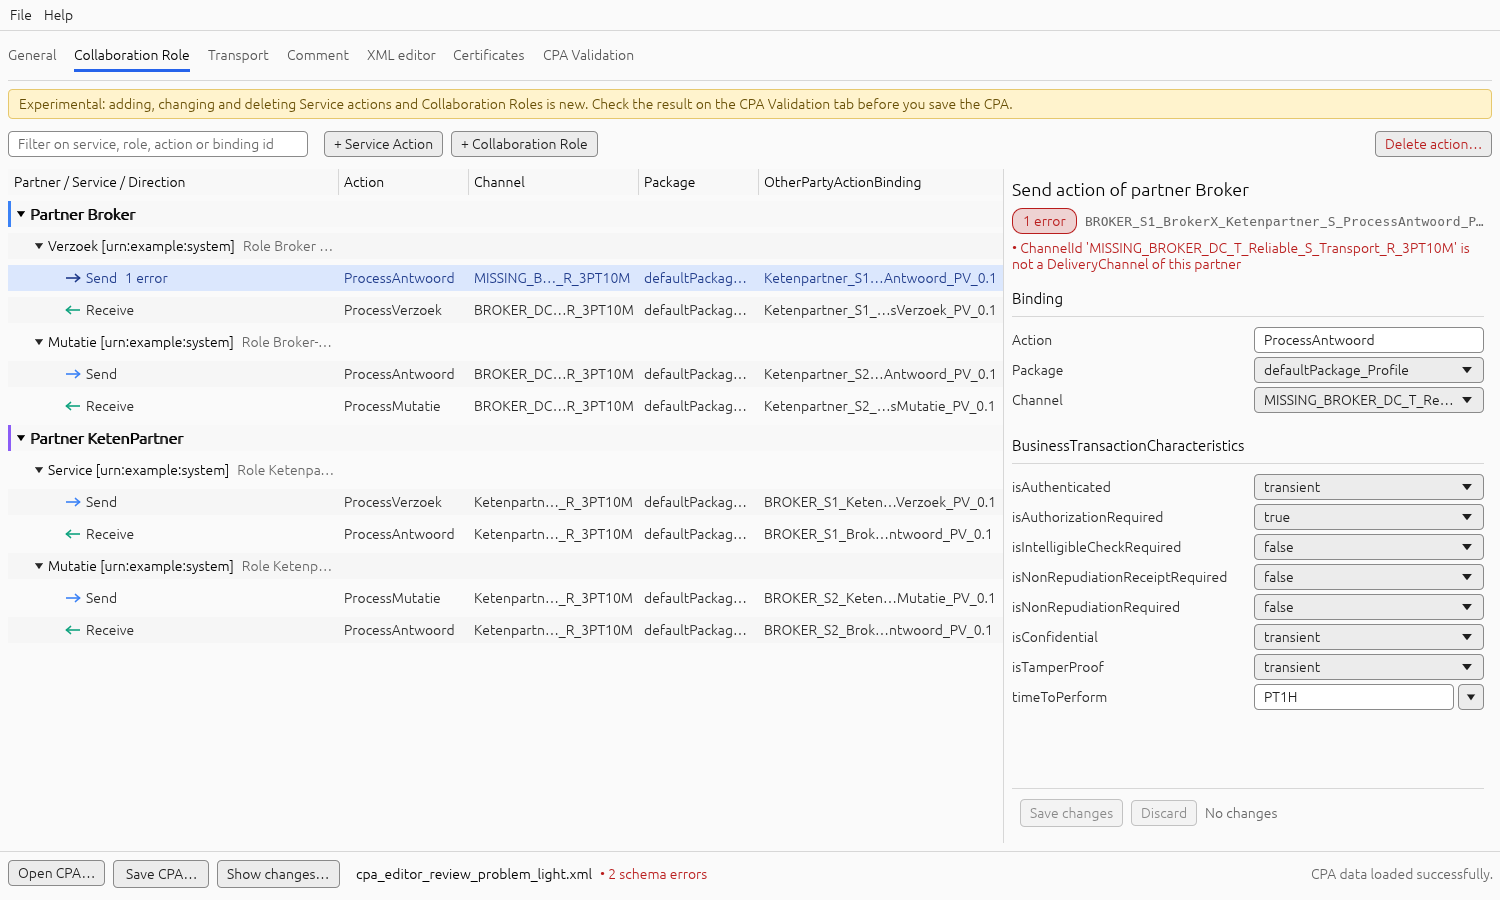 File Help
General Collaboration Role Transport Comment XML editor Certificates CPA Validation
Experimental: adding, changing and deleting Service actions and Collaboration Roles is new. Check the result on the CPA Validation tab before you save the CPA.
Filter on service, role, action or binding id + Service Action + Collaboration Role Delete action…
Partner / Service / Direction Action Channel Package OtherPartyActionBinding
Partner Broker
Verzoek [urn:example:system] Role Broker …
Send 1 error ProcessAntwoord MISSING_B…_R_3PT10M defaultPackag… Ketenpartner_S1…Antwoord_PV_0.1
Receive ProcessVerzoek BROKER_DC…R_3PT10M defaultPackag… Ketenpartner_S1_…sVerzoek_PV_0.1
Mutatie [urn:example:system] Role Broker-…
Send ProcessAntwoord BROKER_DC…R_3PT10M defaultPackag… Ketenpartner_S2…Antwoord_PV_0.1
Receive ProcessMutatie BROKER_DC…R_3PT10M defaultPackag… Ketenpartner_S2_…sMutatie_PV_0.1
Partner KetenPartner
Service [urn:example:system] Role Ketenpa…
Send ProcessVerzoek Ketenpartn…_R_3PT10M defaultPackag… BROKER_S1_Keten…Verzoek_PV_0.1
Receive ProcessAntwoord Ketenpartn…_R_3PT10M defaultPackag… BROKER_S1_Brok…ntwoord_PV_0.1
Mutatie [urn:example:system] Role Ketenp…
Send ProcessMutatie Ketenpartn…_R_3PT10M defaultPackag… BROKER_S2_Keten…Mutatie_PV_0.1
Receive ProcessAntwoord Ketenpartn…_R_3PT10M defaultPackag… BROKER_S2_Brok…ntwoord_PV_0.1
Send action of partner Broker
1 error BROKER_S1_BrokerX_Ketenpartner_S_ProcessAntwoord_P…
• ChannelId 'MISSING_BROKER_DC_T_Reliable_S_Transport_R_3PT10M' is
not a DeliveryChannel of this partner
Binding
Action ProcessAntwoord
Package defaultPackage_Profile
Channel MISSING_BROKER_DC_T_Re…
BusinessTransactionCharacteristics
isAuthenticated transient
isAuthorizationRequired true
isIntelligibleCheckRequired false
isNonRepudiationReceiptRequired false
isNonRepudiationRequired false
isConfidential transient
isTamperProof transient
timeToPerform PT1H
Save changes Discard No changes
Open CPA… Save CPA… Show changes… cpa_editor_review_problem_light.xml • 2 schema errors CPA data loaded successfully.